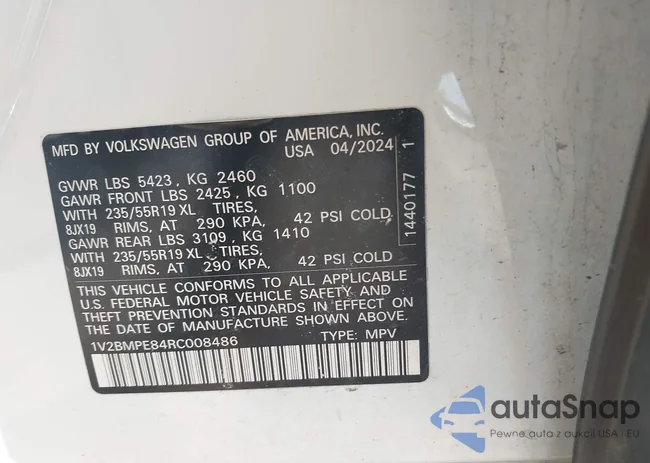 MFD BY VOLKSWAGEN GROUP OF AMERICA, INC.
USA 04/2024
GVWR LBS 5423, KG 2460
GAWR FRONT LBS 2425, KG 1100
WITH 235/55R19 XL TIRES,
8JX19 RIMS, AT 290 KPA, 42 PSI COLD
GAWR REAR LBS 3109, KG 1410
WITH 235/55R19 XL TIRES,
8JX19 RIMS, AT 290 KPA, 42 PSI COLD
THIS VEHICLE CONFORMS TO ALL APPLICABLE
U.S. FEDERAL MOTOR VEHICLE SAFETY AND
THEFT PREVENTION STANDARDS IN EFFECT ON
THE DATE OF MANUFACTURE SHOWN ABOVE.
1V2BMPE84RC008486 TYPE: MPV
1440177 1
autaSnap
Pewne auta z aukcji USA i EU